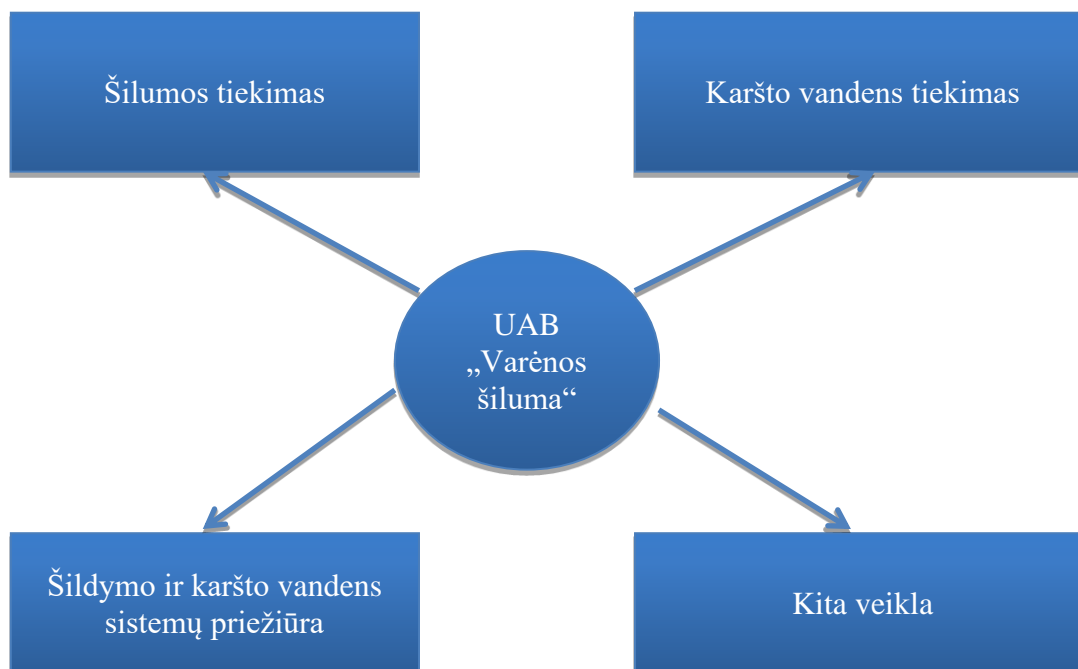 Šilumos tiekimas
Karšto vandens tiekimas
UAB
„Varėnos
šiluma“
Šildymo ir karšto vandens
sistemų priežiūra
Kita veikla